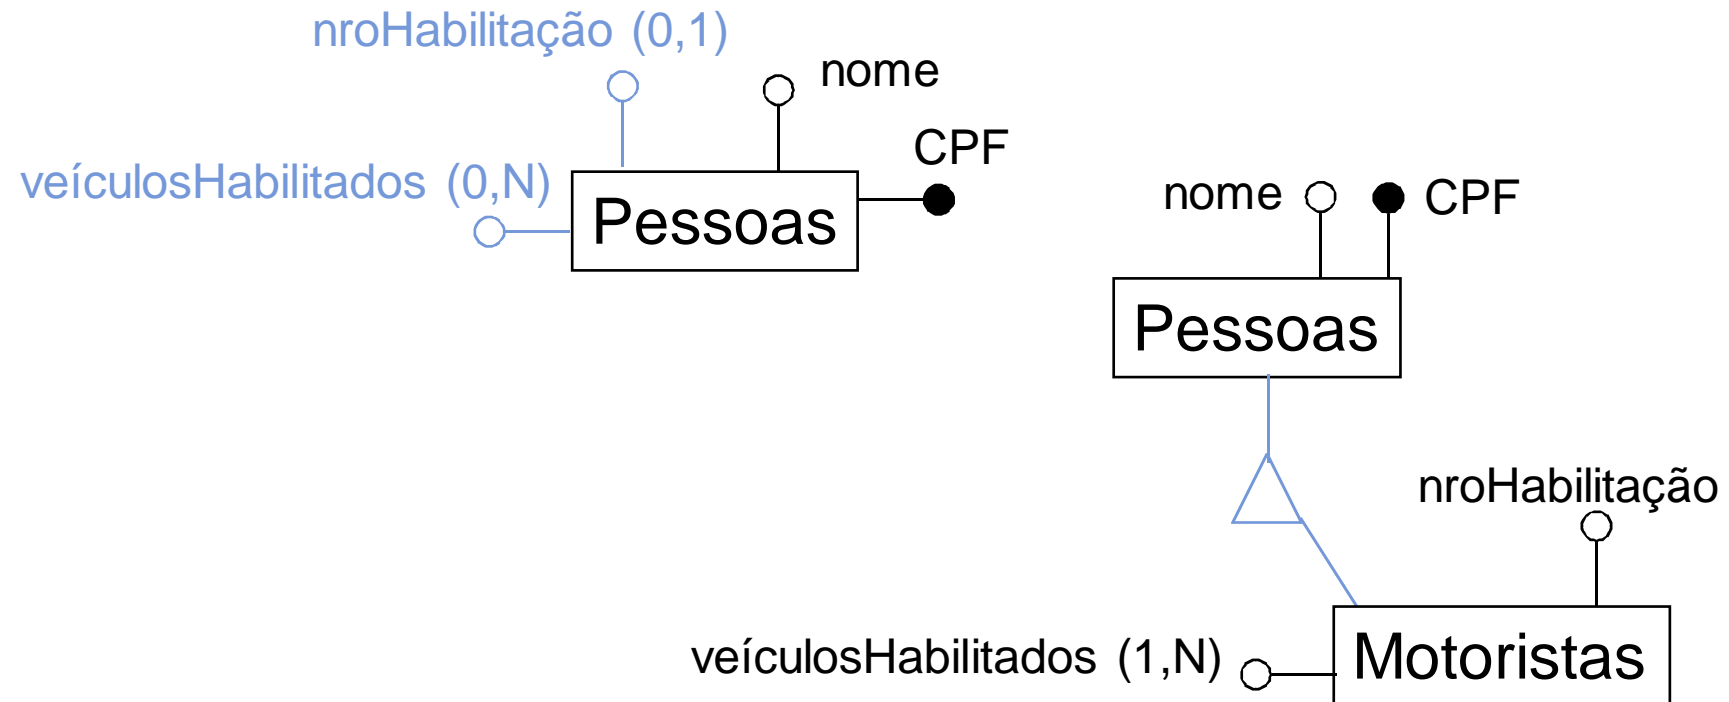 nroHabilitação (0,1)
nome
CPF
veículosHabilitados (0,N)
Pessoas
nome
CPF
Pessoas
nroHabilitação
veículosHabilitados (1,N)
Motoristas